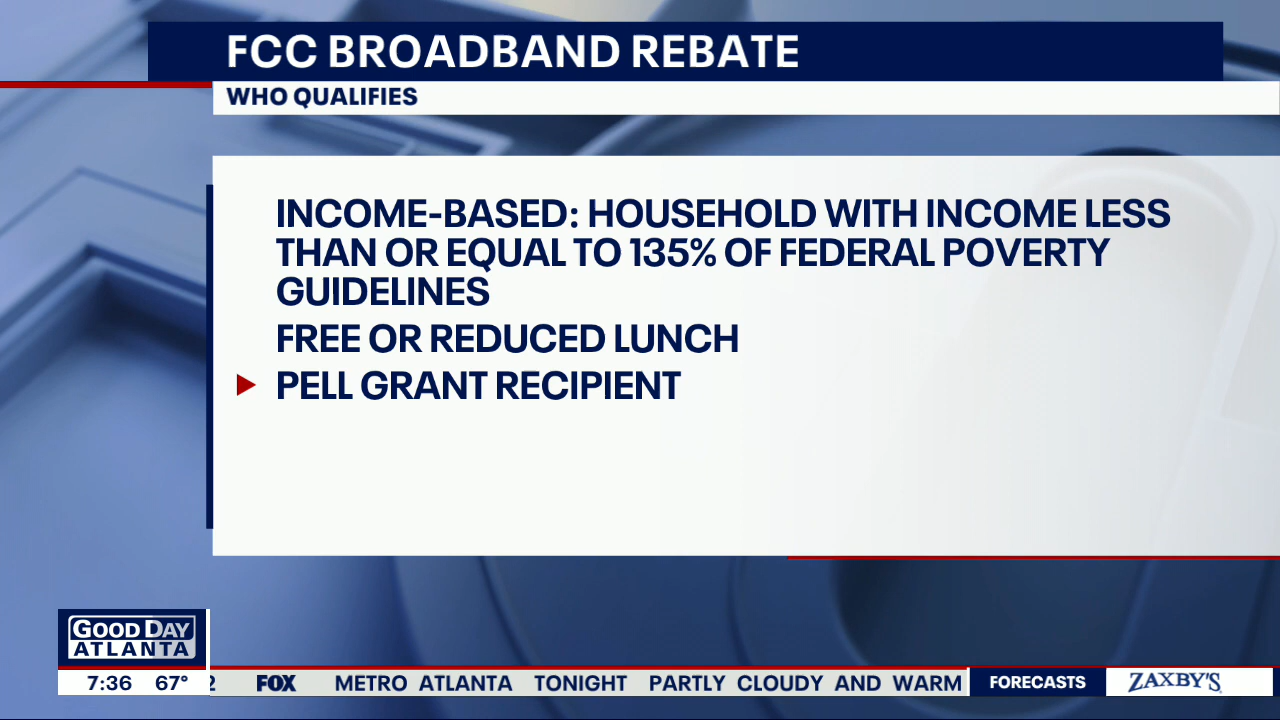 FCC BROADBAND REBATE
WHO QUALIFIES
INCOME-BASED: HOUSEHOLD WITH INCOME LESS
THAN OR EQUAL TO 135% OF FEDERAL POVERTY
GUIDELINES
FREE OR REDUCED LUNCH
PELL GRANT RECIPIENT
GOOD DAY
ATLANTA
7:36 67° 2 FOX METRO ATLANTA TONIGHT PARTLY CLOUDY AND WARM FORECASTS ZAXBY'S